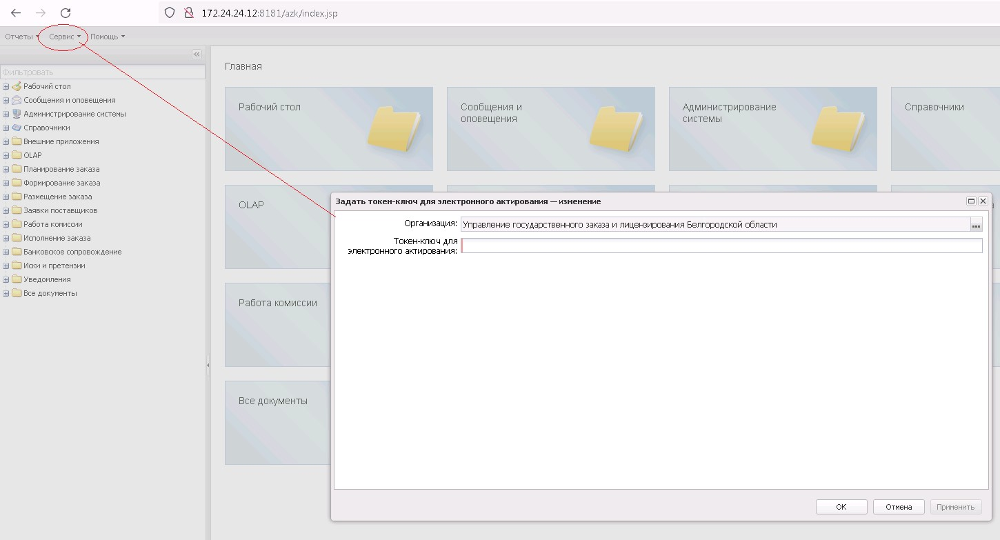 172.24.24.12:8181/azk/index.jsp
Отчеты
Сервис
Помощь
Фильтровать
Рабочий стол
Сообщения и оповещения
Администрирование системы
Справочники
Внешние приложения
OLAP
Планирование заказа
Формирование заказа
Размещение заказа
Заявки поставщиков
Работа комиссии
Исполнение заказа
Банковское сопровождение
Иски и претензии
Уведомления
Все документы
Главная
Рабочий стол
Сообщения и
оповещения
Администрирование
системы
Справочники
OLAP
Работа комиссии
Все документы
Задать токен-ключ для электронного актирования — изменение
Организация:
Управление государственного заказа и лицензирования Белгородской области
...
Токен-ключ для
электронного актирования:
ОК
Отмена
Применить